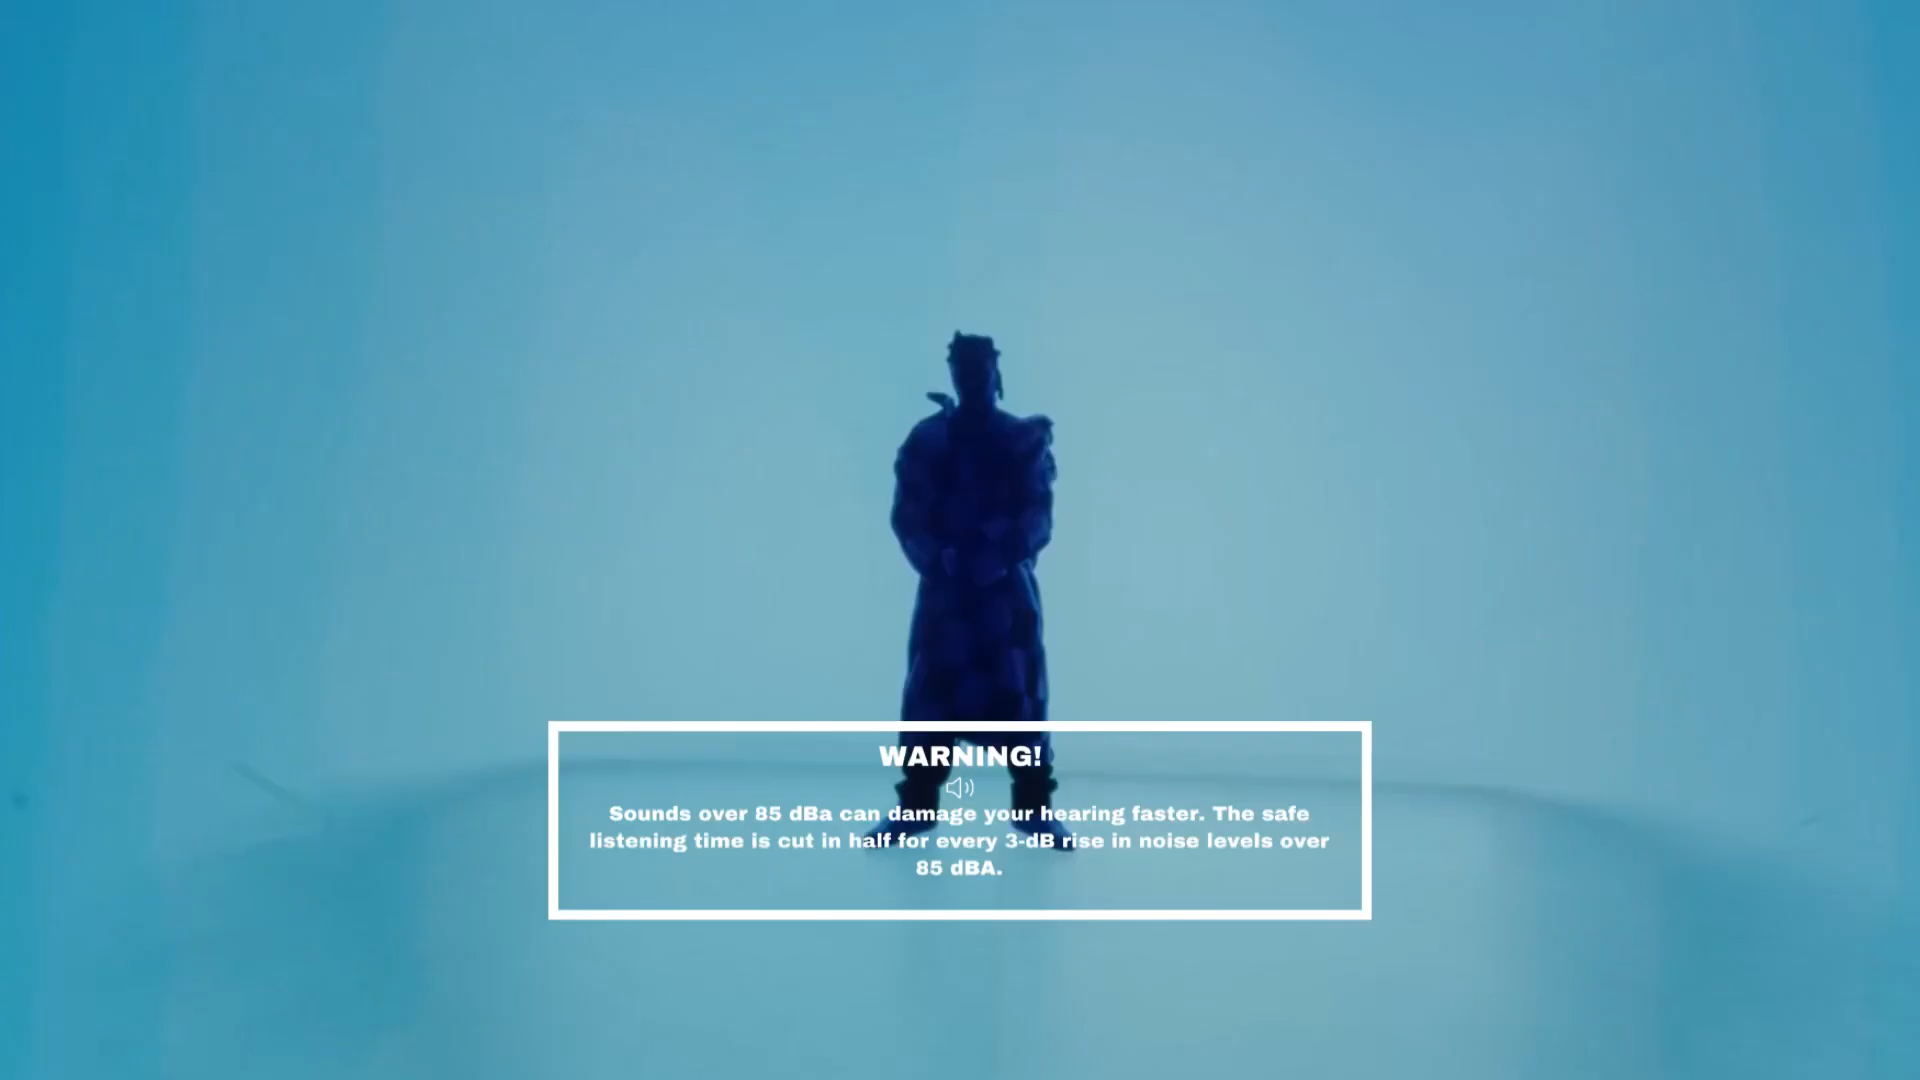 WARNING!
Sounds over 85 dBa can damage your hearing faster. The safe
listening time is cut in half for every 3-dB rise in noise levels over
85 dBA.